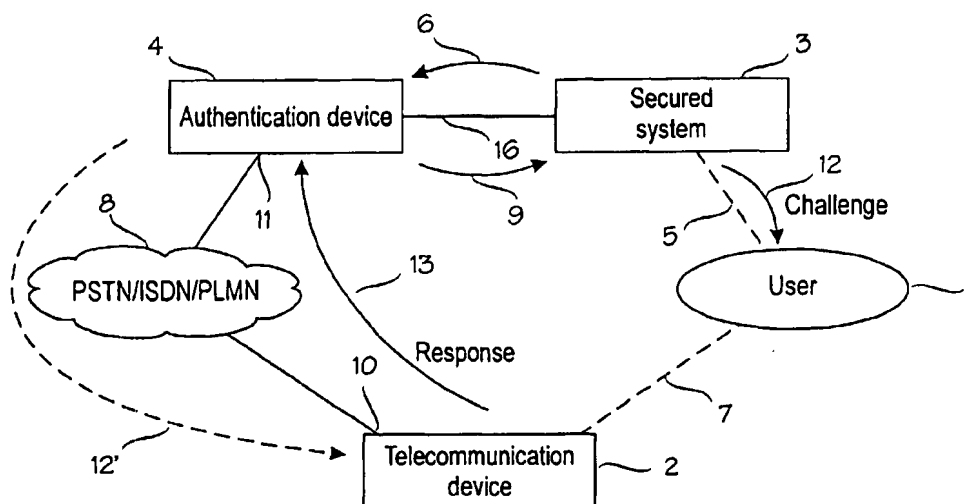 6
4
3
Authentication device
Secured
system
16
12
9
Challenge
11
5
8
13
PSTN/ISDN/PLMN
User
Response
10
7
12'
Telecommunication
device
2